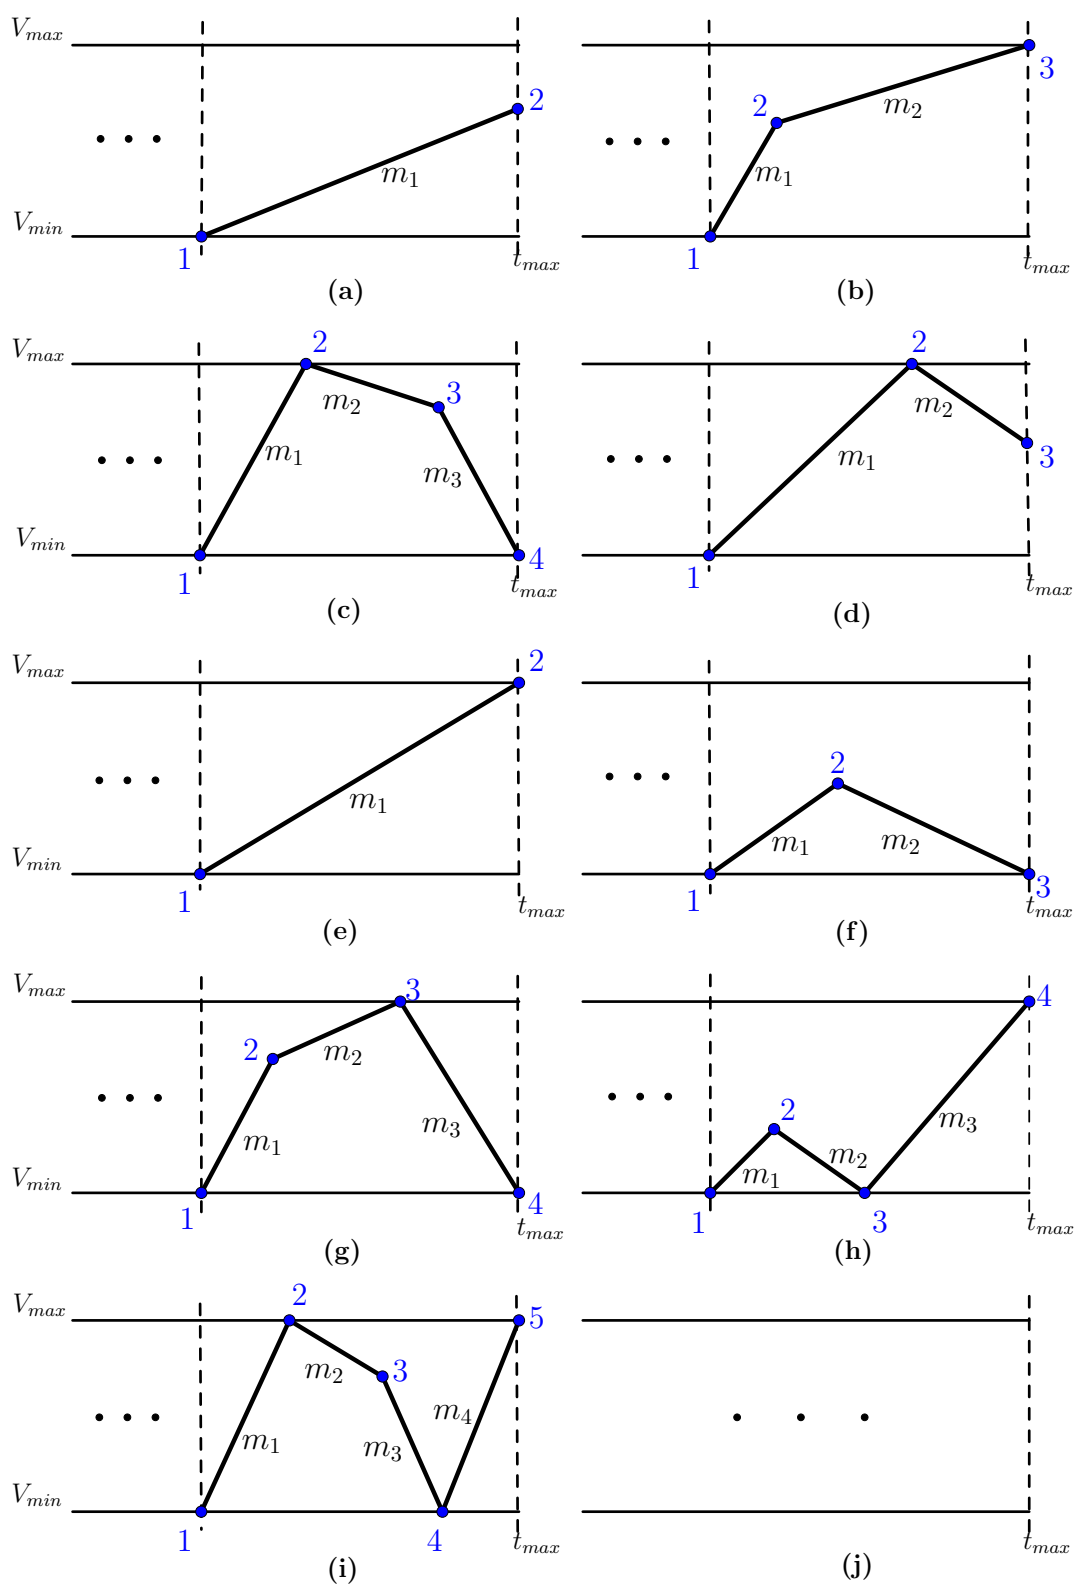 V_max
2
m_1
V_min
1
t_max
(a)
3
2
m_2
m_1
1
t_max
(b)
V_max
2
3
m_2
m_1
m_3
V_min
1
4
t_max
(c)
2
m_2
m_1
3
1
t_max
(d)
V_max
2
m_1
V_min
1
t_max
(e)
2
m_1
m_2
1
3
t_max
(f)
V_max
3
2
m_2
m_1
m_3
V_min
1
4
t_max
(g)
4
2
m_3
m_2
m_1
1
3
t_max
(h)
V_max
2
5
m_2
3
m_4
m_1
m_3
V_min
1
4
t_max
(i)
. . .
t_max
(j)